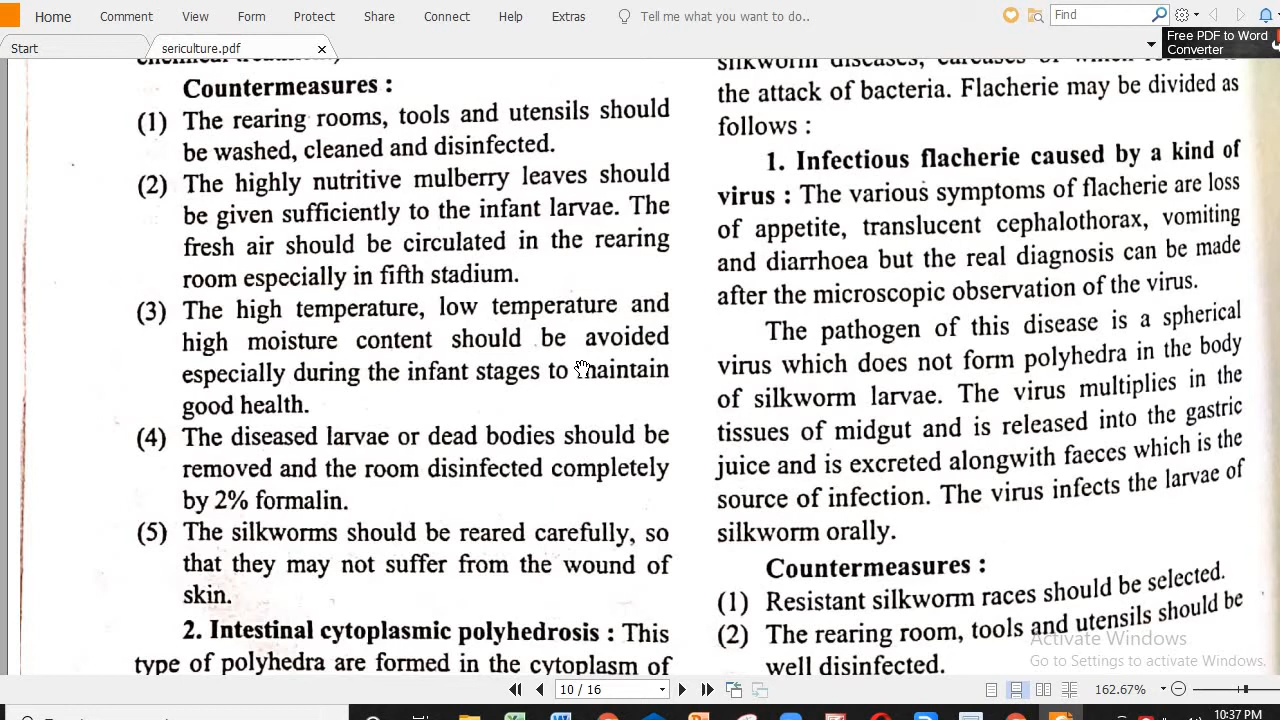 Home Comment View Form Protect Share Connect Help Extras Tell me what you want to do.. Find
Start sericulture.pdf x
Free PDF to Word
Converter
Countermeasures :
(1) The rearing rooms, tools and utensils should
be washed, cleaned and disinfected.
(2) The highly nutritive mulberry leaves should
be given sufficiently to the infant larvae. The
fresh air should be circulated in the rearing
room especially in fifth stadium.
(3) The high temperature, low temperature and
high moisture content should be avoided
especially during the infant stages to maintain
good health.
(4) The diseased larvae or dead bodies should be
removed and the room disinfected completely
by 2% formalin.
(5) The silkworms should be reared carefully, so
that they may not suffer from the wound of
skin.
2. Intestinal cytoplasmic polyhedrosis : This
type of polyhedra are formed in the cytoplasm of
silkworm diseases,
the attack of bacteria. Flacherie may be divided as
follows :
1. Infectious flacherie caused by a kind of
virus : The various symptoms of flacherie are loss
of appetite, translucent cephalothorax, vomiting
and diarrhoea but the real diagnosis can be made
after the microscopic observation of the virus.
The pathogen of this disease is a spherical
virus which does not form polyhedra in the body
of silkworm larvae. The virus multiplies in the
tissues of midgut and is released into the gastric
juice and is excreted alongwith faeces which is the
source of infection. The virus infects the larvae of
silkworm orally.
Countermeasures :
(1) Resistant silkworm races should be selected.
(2) The rearing room, tools and utensils should be
well disinfected.
Activate Windows
Go to Settings to activate Windows.
10 / 16 162.67%
10:37 PM